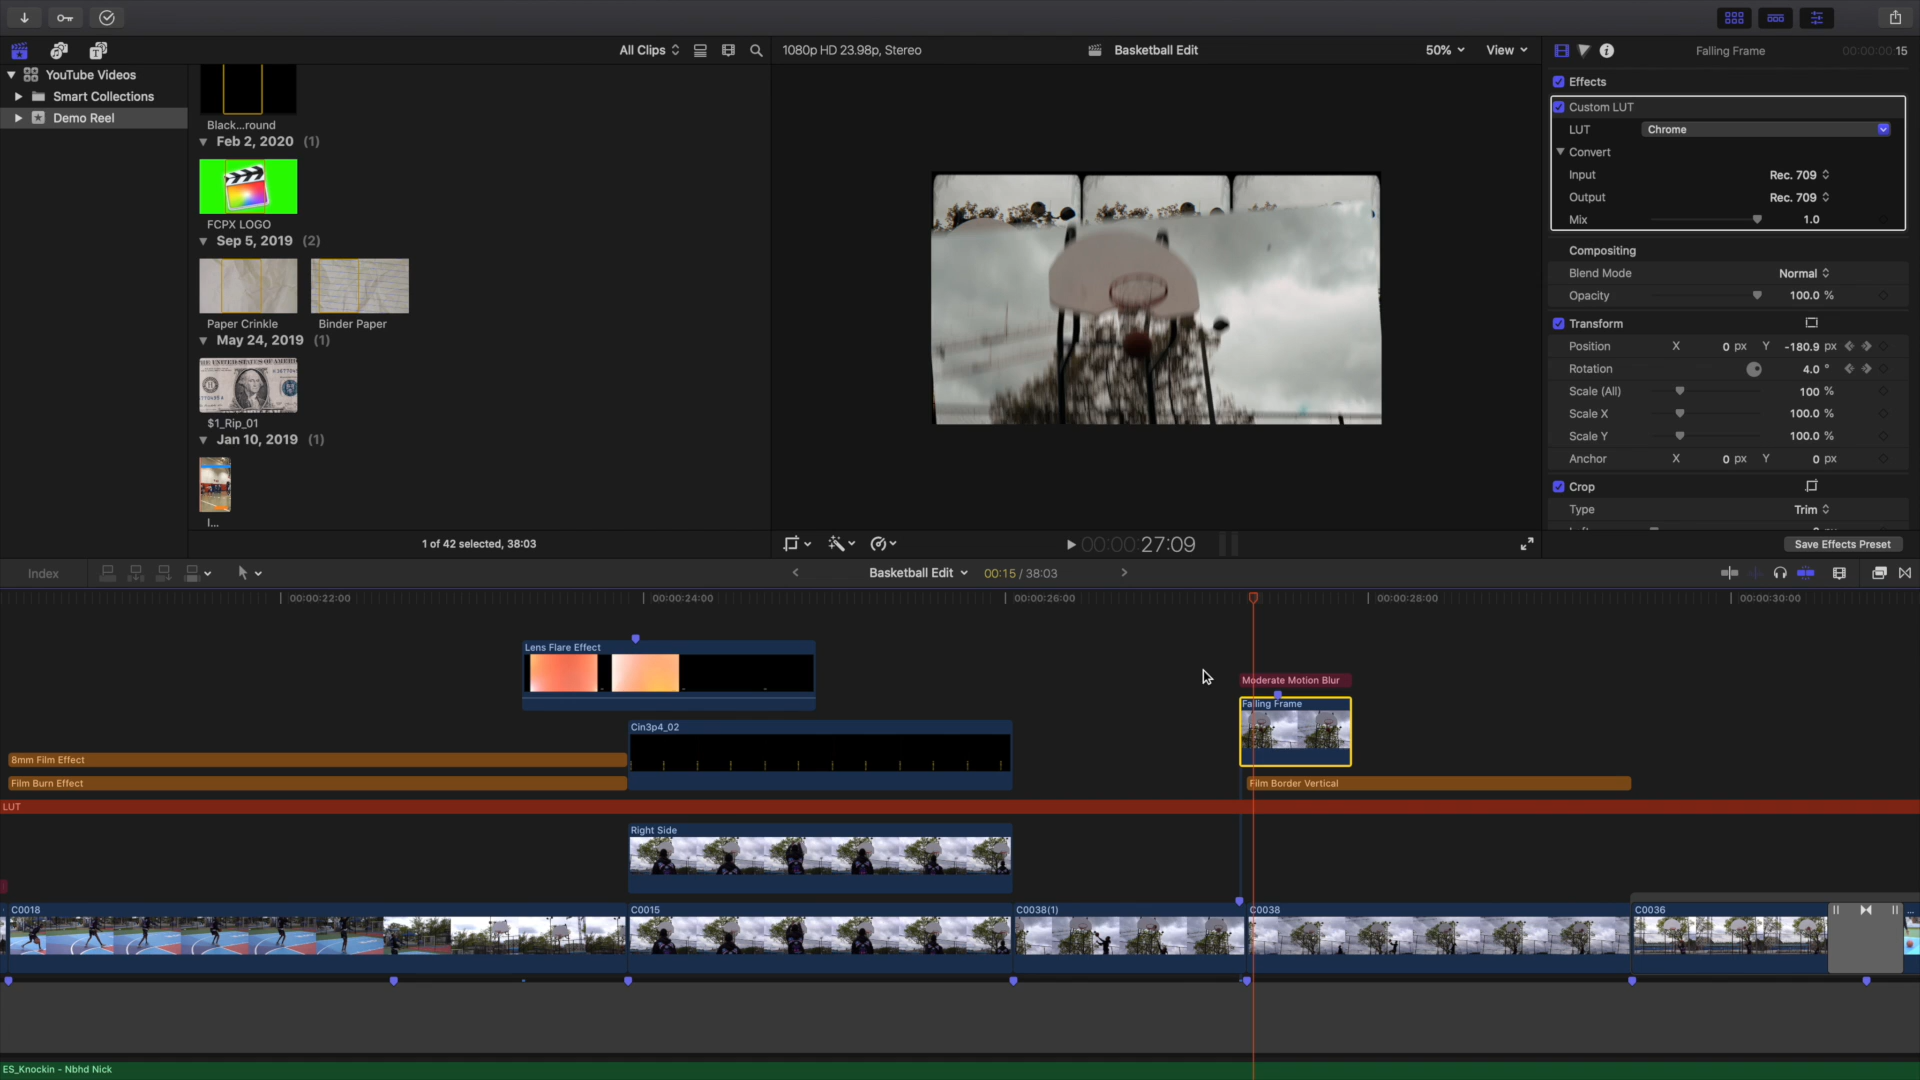 All Clips
1080p HD 23.98p, Stereo
Basketball Edit
50%
View
Falling Frame
00:00:00:15
YouTube Videos
Smart Collections
Demo Reel
Black...round
Feb 2, 2020 (1)
FCPX LOGO
Sep 5, 2019 (2)
Paper Crinkle
Binder Paper
May 24, 2019 (1)
$1_Rip_01
Jan 10, 2019 (1)
I...
1 of 42 selected, 38:03
00:00:27:09
Effects
Custom LUT
LUT Chrome
Convert
Input Rec. 709
Output Rec. 709
Mix 1.0
Compositing
Blend Mode Normal
Opacity 100.0 %
Transform
Position X 0 px Y -180.9 px
Rotation 4.0 °
Scale (All) 100 %
Scale X 100.0 %
Scale Y 100.0 %
Anchor X 0 px Y 0 px
Crop
Type Trim
Save Effects Preset
Index
Basketball Edit
00:15 / 38:03
00:00:22:00
00:00:24:00
00:00:26:00
00:00:28:00
00:00:30:00
Lens Flare Effect
Moderate Motion Blur
Falling Frame
Cin3p4_02
8mm Film Effect
Film Burn Effect
Film Border Vertical
LUT
Right Side
C0018
C0015
C0038(1)
C0038
C0036
...
ES_Knockin - Nbhd Nick